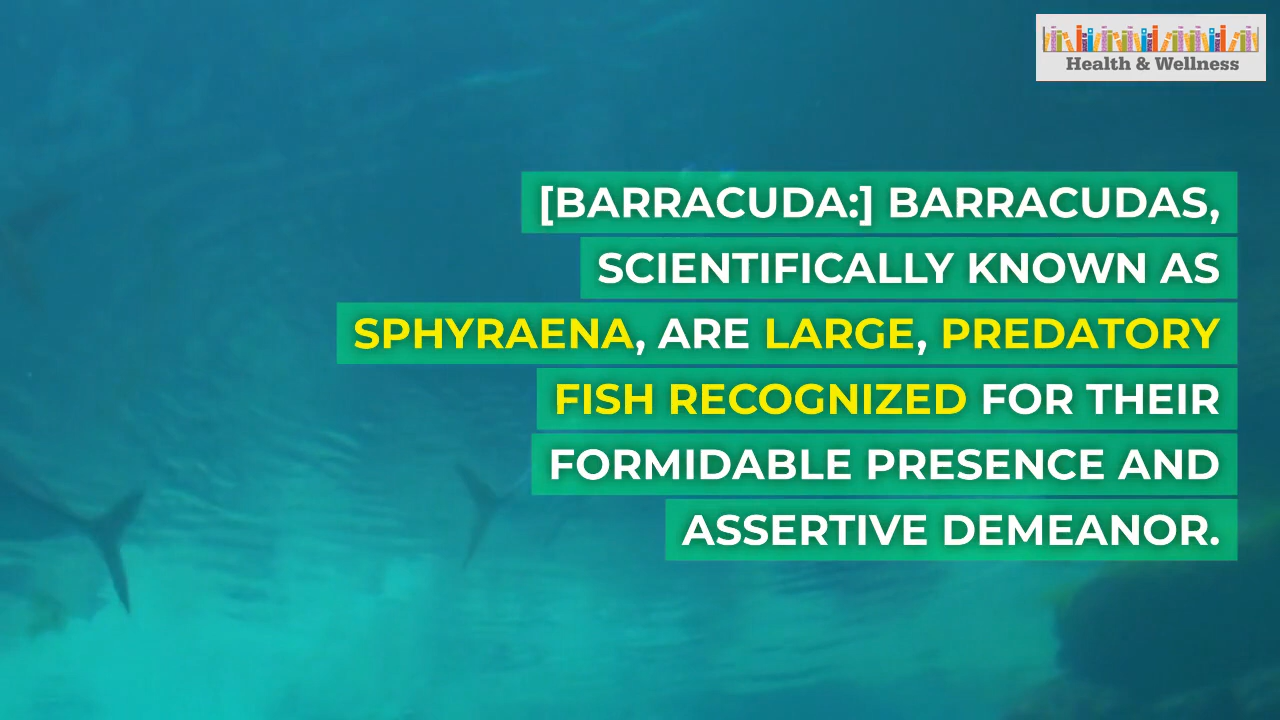 Health & Wellness
[BARRACUDA:] BARRACUDAS,
SCIENTIFICALLY KNOWN AS
SPHYRAENA, ARE LARGE, PREDATORY
FISH RECOGNIZED FOR THEIR
FORMIDABLE PRESENCE AND
ASSERTIVE DEMEANOR.